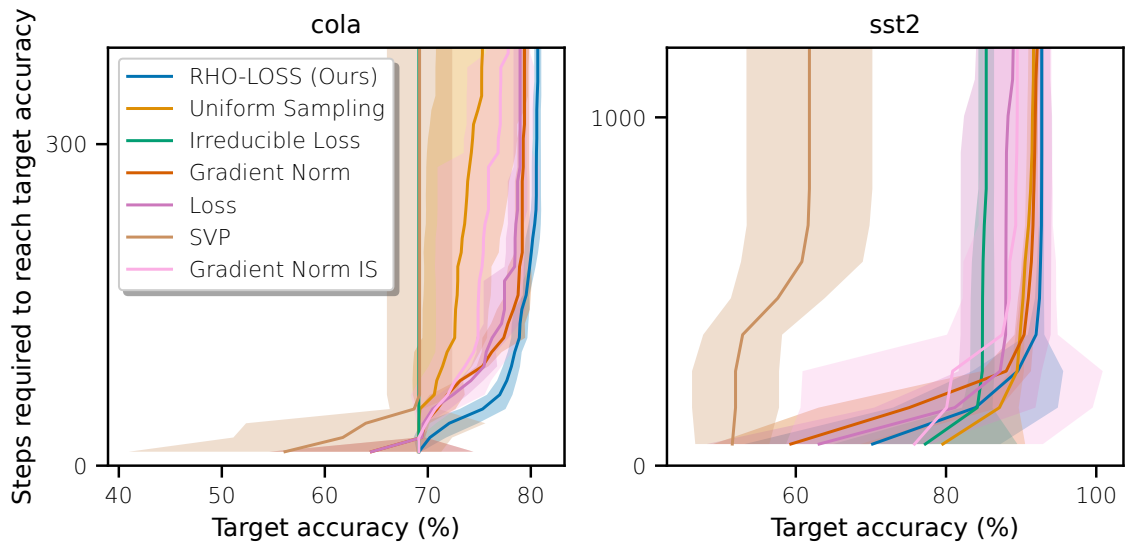 cola
sst2
Steps required to reach target accuracy
300
0
RHO-LOSS (Ours)
Uniform Sampling
Irreducible Loss
Gradient Norm
Loss
SVP
Gradient Norm IS
40
50
60
70
80
Target accuracy (%)
1000
0
60
80
100
Target accuracy (%)